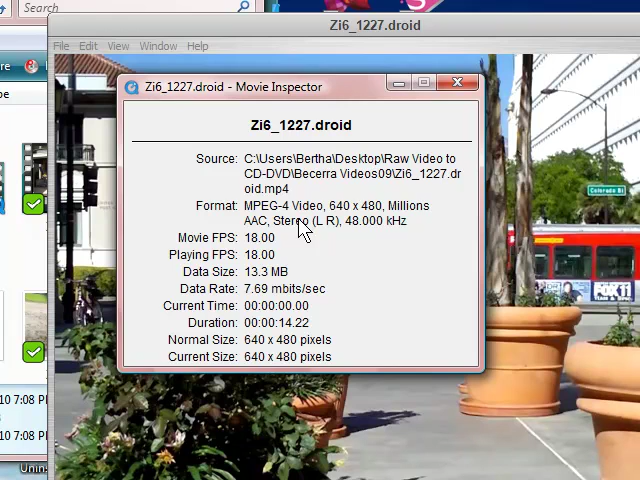 Search
Zi6_1227.droid
File Edit View Window Help
Zi6_1227.droid - Movie Inspector
Zi6_1227.droid
Source: C:\Users\Bertha\Desktop\Raw Video to
CD-DVD\Becerra Videos09\Zi6_1227.dr
oid.mp4
Format: MPEG-4 Video, 640 x 480, Millions
AAC, Stereo (L R), 48.000 kHz
Movie FPS: 18.00
Playing FPS: 18.00
Data Size: 13.3 MB
Data Rate: 7.69 mbits/sec
Current Time: 00:00:00.00
Duration: 00:00:14.22
Normal Size: 640 x 480 pixels
Current Size: 640 x 480 pixels
Colorado Bl
FOX 11
10 7:08 P
10 7:08 P
Unin